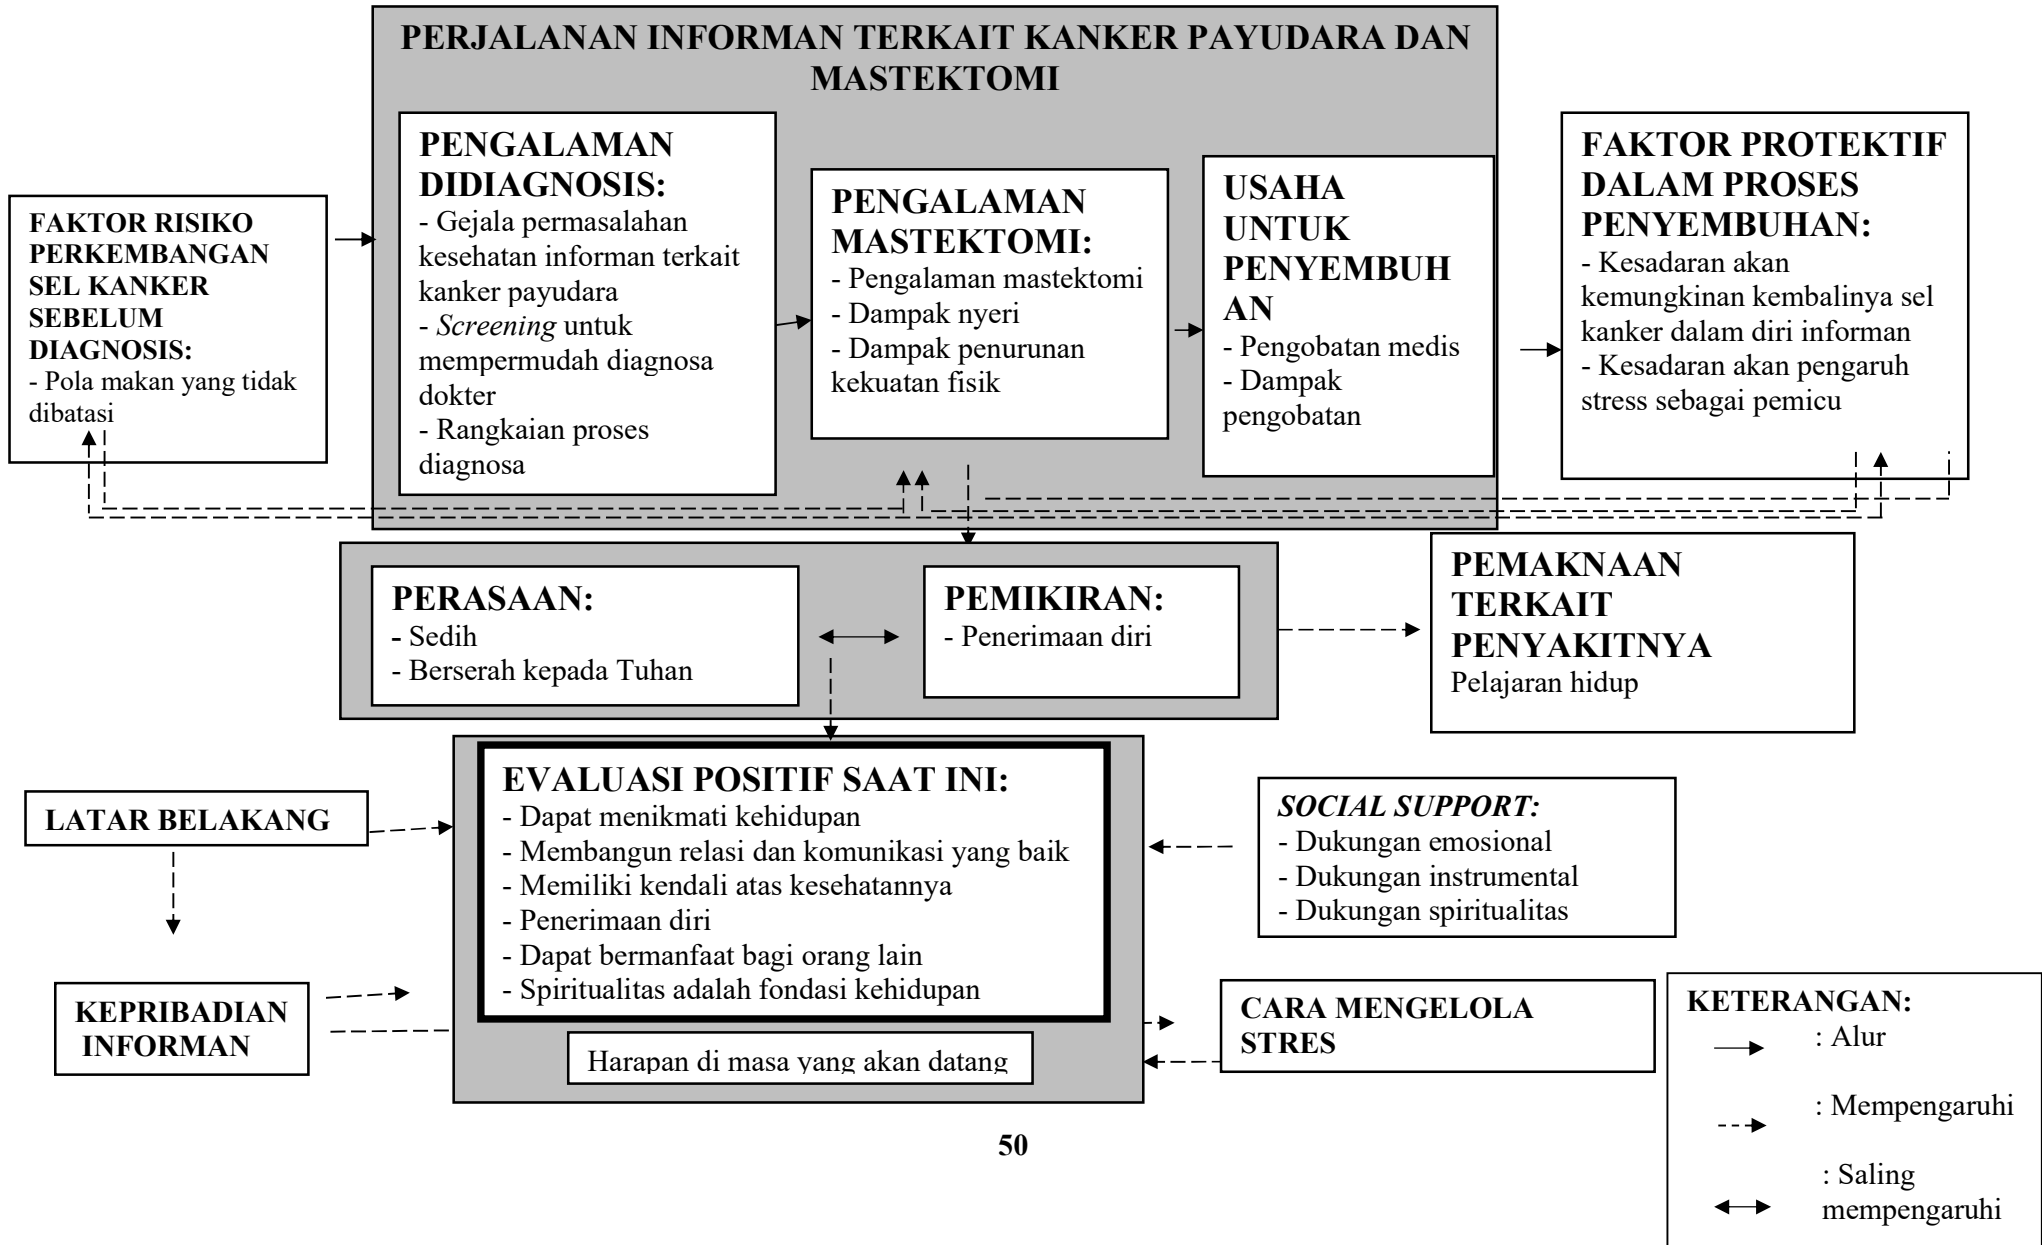 PERJALANAN INFORMAN TERKAIT KANKER PAYUDARA DAN
MASTEKTOMI
FAKTOR RISIKO
PERKEMBANGAN
SEL KANKER
SEBELUM
DIAGNOSIS:
- Pola makan yang tidak
dibatasi
PENGALAMAN
DIDIAGNOSIS:
- Gejala permasalahan
kesehatan informan terkait
kanker payudara
- Screening untuk
mempermudah diagnosa
dokter
- Rangkaian proses
diagnosa
PENGALAMAN
MASTEKTOMI:
- Pengalaman mastektomi
- Dampak nyeri
- Dampak penurunan
kekuatan fisik
USAHA
UNTUK
PENYEMBUH
AN
- Pengobatan medis
- Dampak
pengobatan
FAKTOR PROTEKTIF
DALAM PROSES
PENYEMBUHAN:
- Kesadaran akan
kemungkinan kembalinya sel
kanker dalam diri informan
- Kesadaran akan pengaruh
stress sebagai pemicu
PERASAAN:
- Sedih
- Berserah kepada Tuhan
PEMIKIRAN:
- Penerimaan diri
PEMAKNAAN
TERKAIT
PENYAKITNYA
Pelajaran hidup
LATAR BELAKANG
KEPRIBADIAN
INFORMAN
EVALUASI POSITIF SAAT INI:
- Dapat menikmati kehidupan
- Membangun relasi dan komunikasi yang baik
- Memiliki kendali atas kesehatannya
- Penerimaan diri
- Dapat bermanfaat bagi orang lain
- Spiritualitas adalah fondasi kehidupan
Harapan di masa yang akan datang
SOCIAL SUPPORT:
- Dukungan emosional
- Dukungan instrumental
- Dukungan spiritualitas
CARA MENGELOLA
STRES
KETERANGAN:
: Alur
: Mempengaruhi
: Saling
mempengaruhi
50